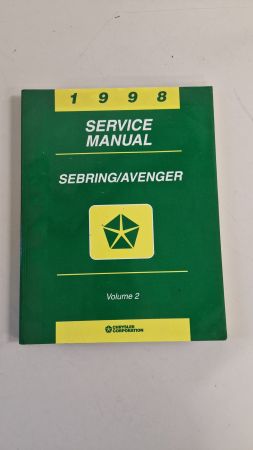 1998
SERVICE
MANUAL
SEBRING/AVENGER
Volume 2
CHRYSLER
CORPORATION